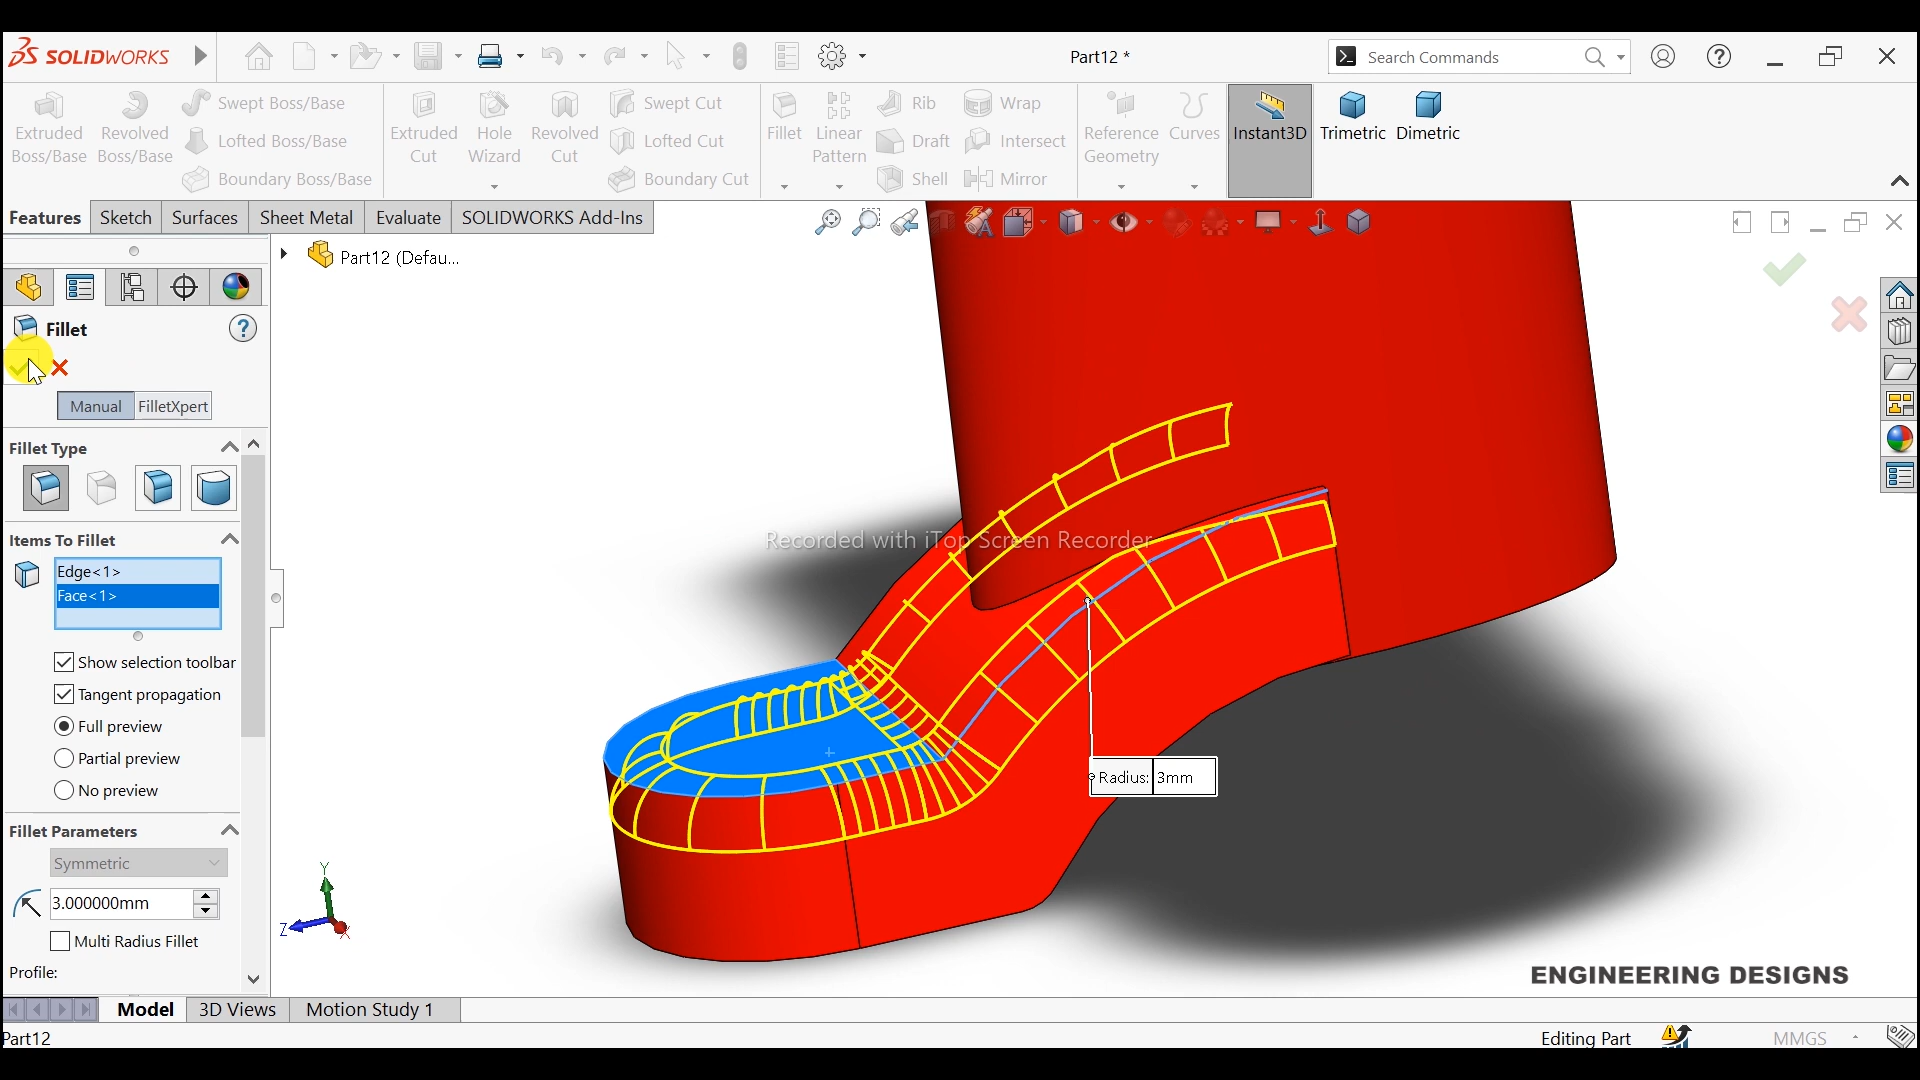 SOLIDWORKS
Part12 *
Search Commands
Extruded Boss/Base
Revolved Boss/Base
Swept Boss/Base
Lofted Boss/Base
Boundary Boss/Base
Extruded Cut
Hole Wizard
Revolved Cut
Swept Cut
Lofted Cut
Boundary Cut
Fillet
Linear Pattern
Rib
Draft
Shell
Wrap
Intersect
Mirror
Reference Geometry
Curves
Instant3D
Trimetric
Dimetric
Features
Sketch
Surfaces
Sheet Metal
Evaluate
SOLIDWORKS Add-Ins
Part12 (Defau...
Fillet
Manual
FilletXpert
Fillet Type
Items To Fillet
Edge<1>
Face<1>
Show selection toolbar
Tangent propagation
Full preview
Partial preview
No preview
Fillet Parameters
Symmetric
3.000000mm
Multi Radius Fillet
Profile:
Recorded with iTop Screen Recorder
Radius: 3mm
Y
Z
X
ENGINEERING DESIGNS
Model
3D Views
Motion Study 1
Part12
Editing Part
MMGS